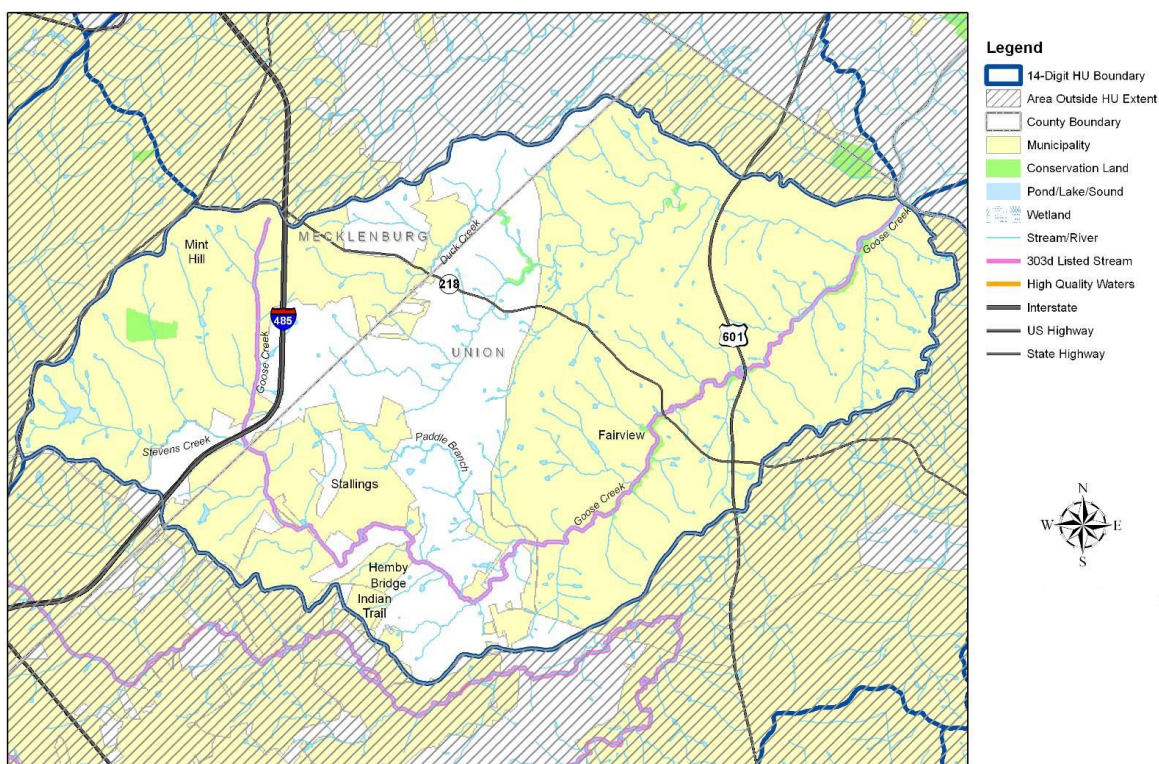 Mint
Hill
MECKLENBURG
Duck Creek
218
485
Goose Creek
UNION
601
Goose Creek
Stevens Creek
Paddle Branch
Fairview
Stallings
Goose Creek
Hemby
Bridge
Indian
Trail
Legend
14-Digit HU Boundary
Area Outside HU Extent
County Boundary
Municipality
Conservation Land
Pond/Lake/Sound
Wetland
Stream/River
303d Listed Stream
High Quality Waters
Interstate
US Highway
State Highway
N
W E
S